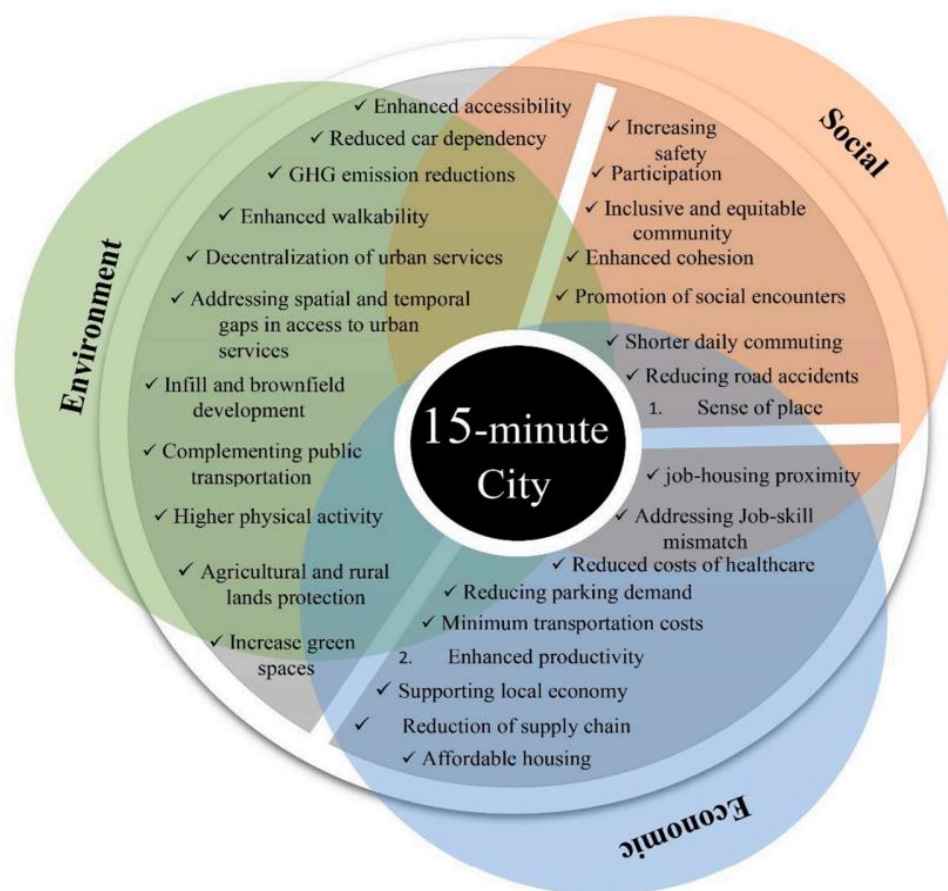 Environment
✓ Enhanced accessibility
✓ Reduced car dependency
✓ GHG emission reductions
✓ Enhanced walkability
✓ Decentralization of urban services
✓ Addressing spatial and temporal
gaps in access to urban
services
✓ Infill and brownfield
development
✓ Complementing public
transportation
✓ Higher physical activity
✓ Agricultural and rural
lands protection
✓ Increase green
spaces
Social
✓ Increasing
safety
✓ Participation
✓ Inclusive and equitable
community
✓ Enhanced cohesion
✓ Promotion of social encounters
✓ Shorter daily commuting
✓ Reducing road accidents
1. Sense of place
15-minute
City
✓ job-housing proximity
✓ Addressing Job-skill
mismatch
✓ Reduced costs of healthcare
✓ Reducing parking demand
✓ Minimum transportation costs
2. Enhanced productivity
✓ Supporting local economy
✓ Reduction of supply chain
✓ Affordable housing
Economic